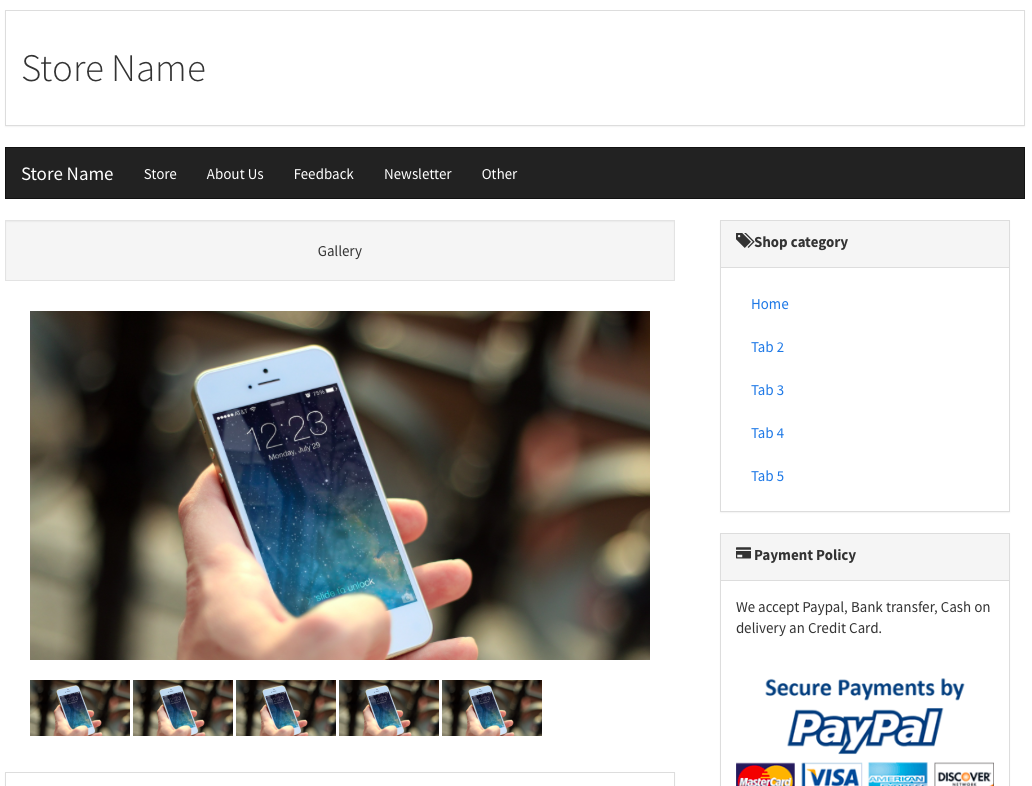 Store Name
Store Name Store About Us Feedback Newsletter Other
Gallery
Shop category
Home
Tab 2
Tab 3
Tab 4
Tab 5
AT&T 75%
12:23
Monday, July 29
slide to unlock
Payment Policy
We accept Paypal, Bank transfer, Cash on
delivery an Credit Card.
Secure Payments by
PayPal
MasterCard VISA AMERICAN DISCOVER
NETWORK